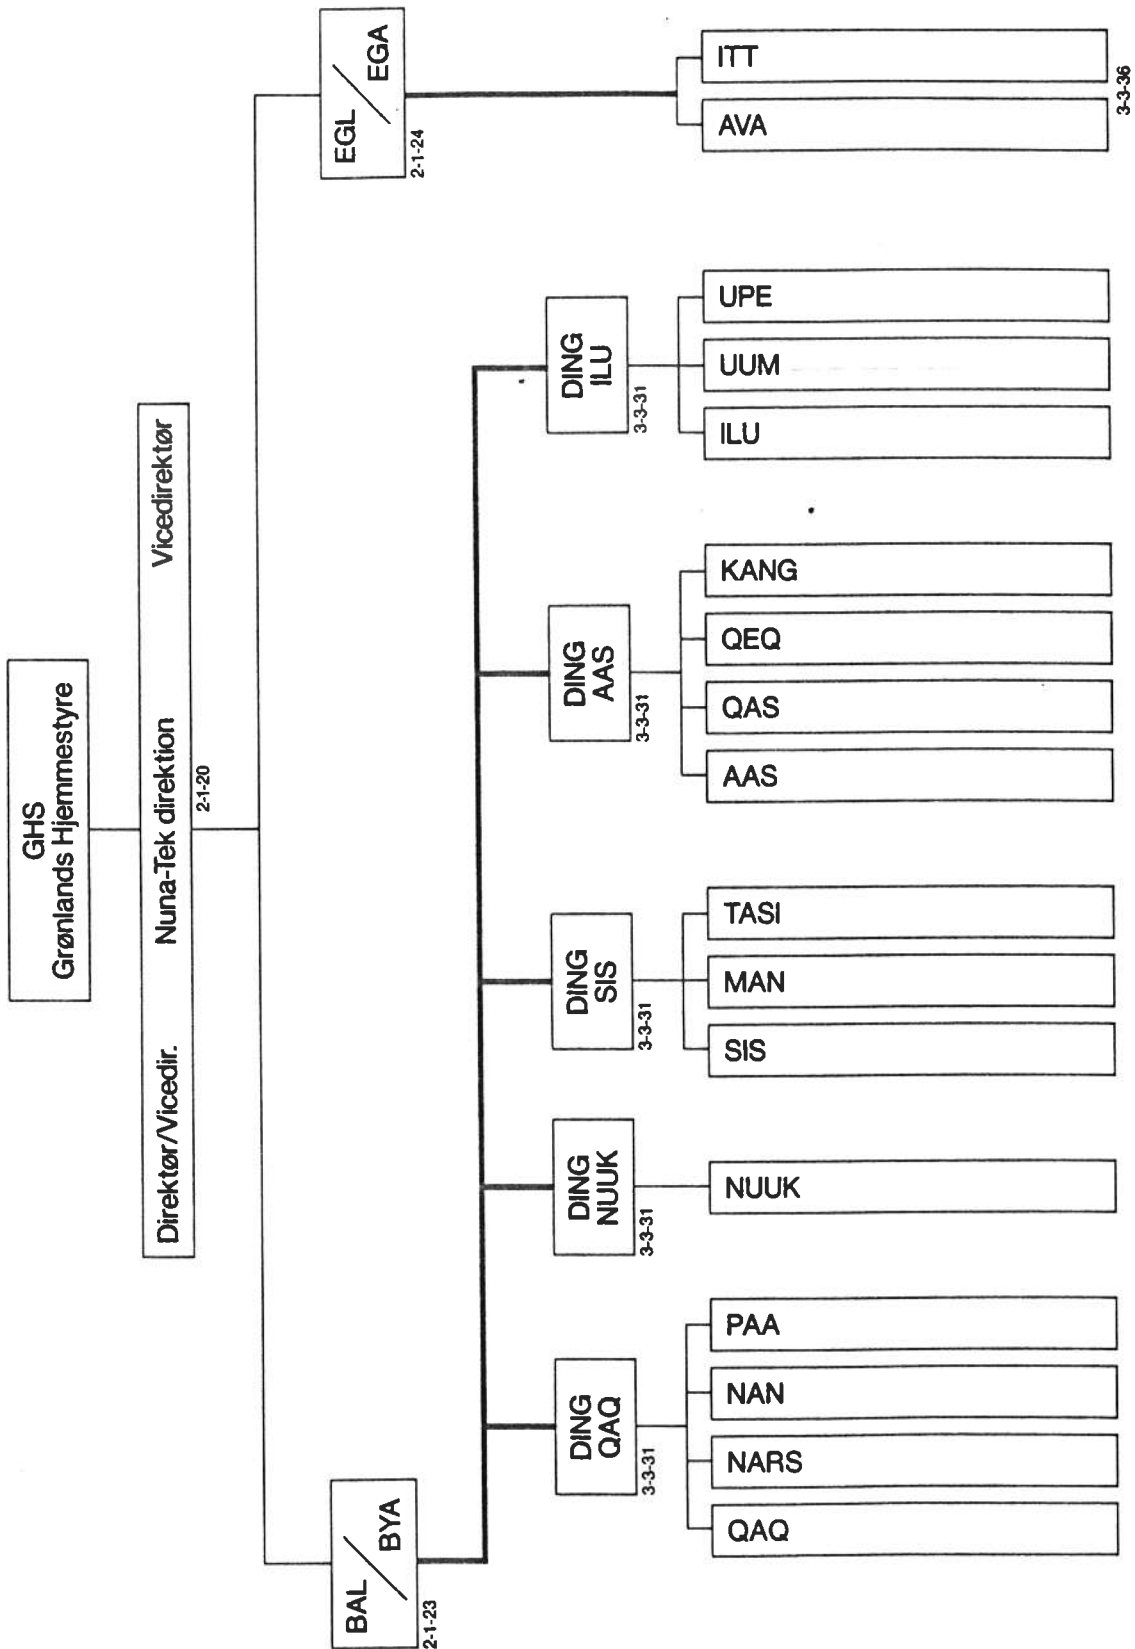 GHS
Grønlands Hjemmestyre
Direktør/Vicedir. Nuna-Tek direktion Vicedirektør
2-1-20
BAL / BYA
2-1-23
EGL / EGA
2-1-24
DING
QAQ
3-3-31
DING
NUUK
3-3-31
DING
SIS
3-3-31
DING
AAS
3-3-31
DING
ILU
3-3-31
QAQ
NARS
NAN
PAA
NUUK
SIS
MAN
TASI
AAS
QAS
QEQ
KANG
ILU
UUM
UPE
AVA
ITT
3-3-36